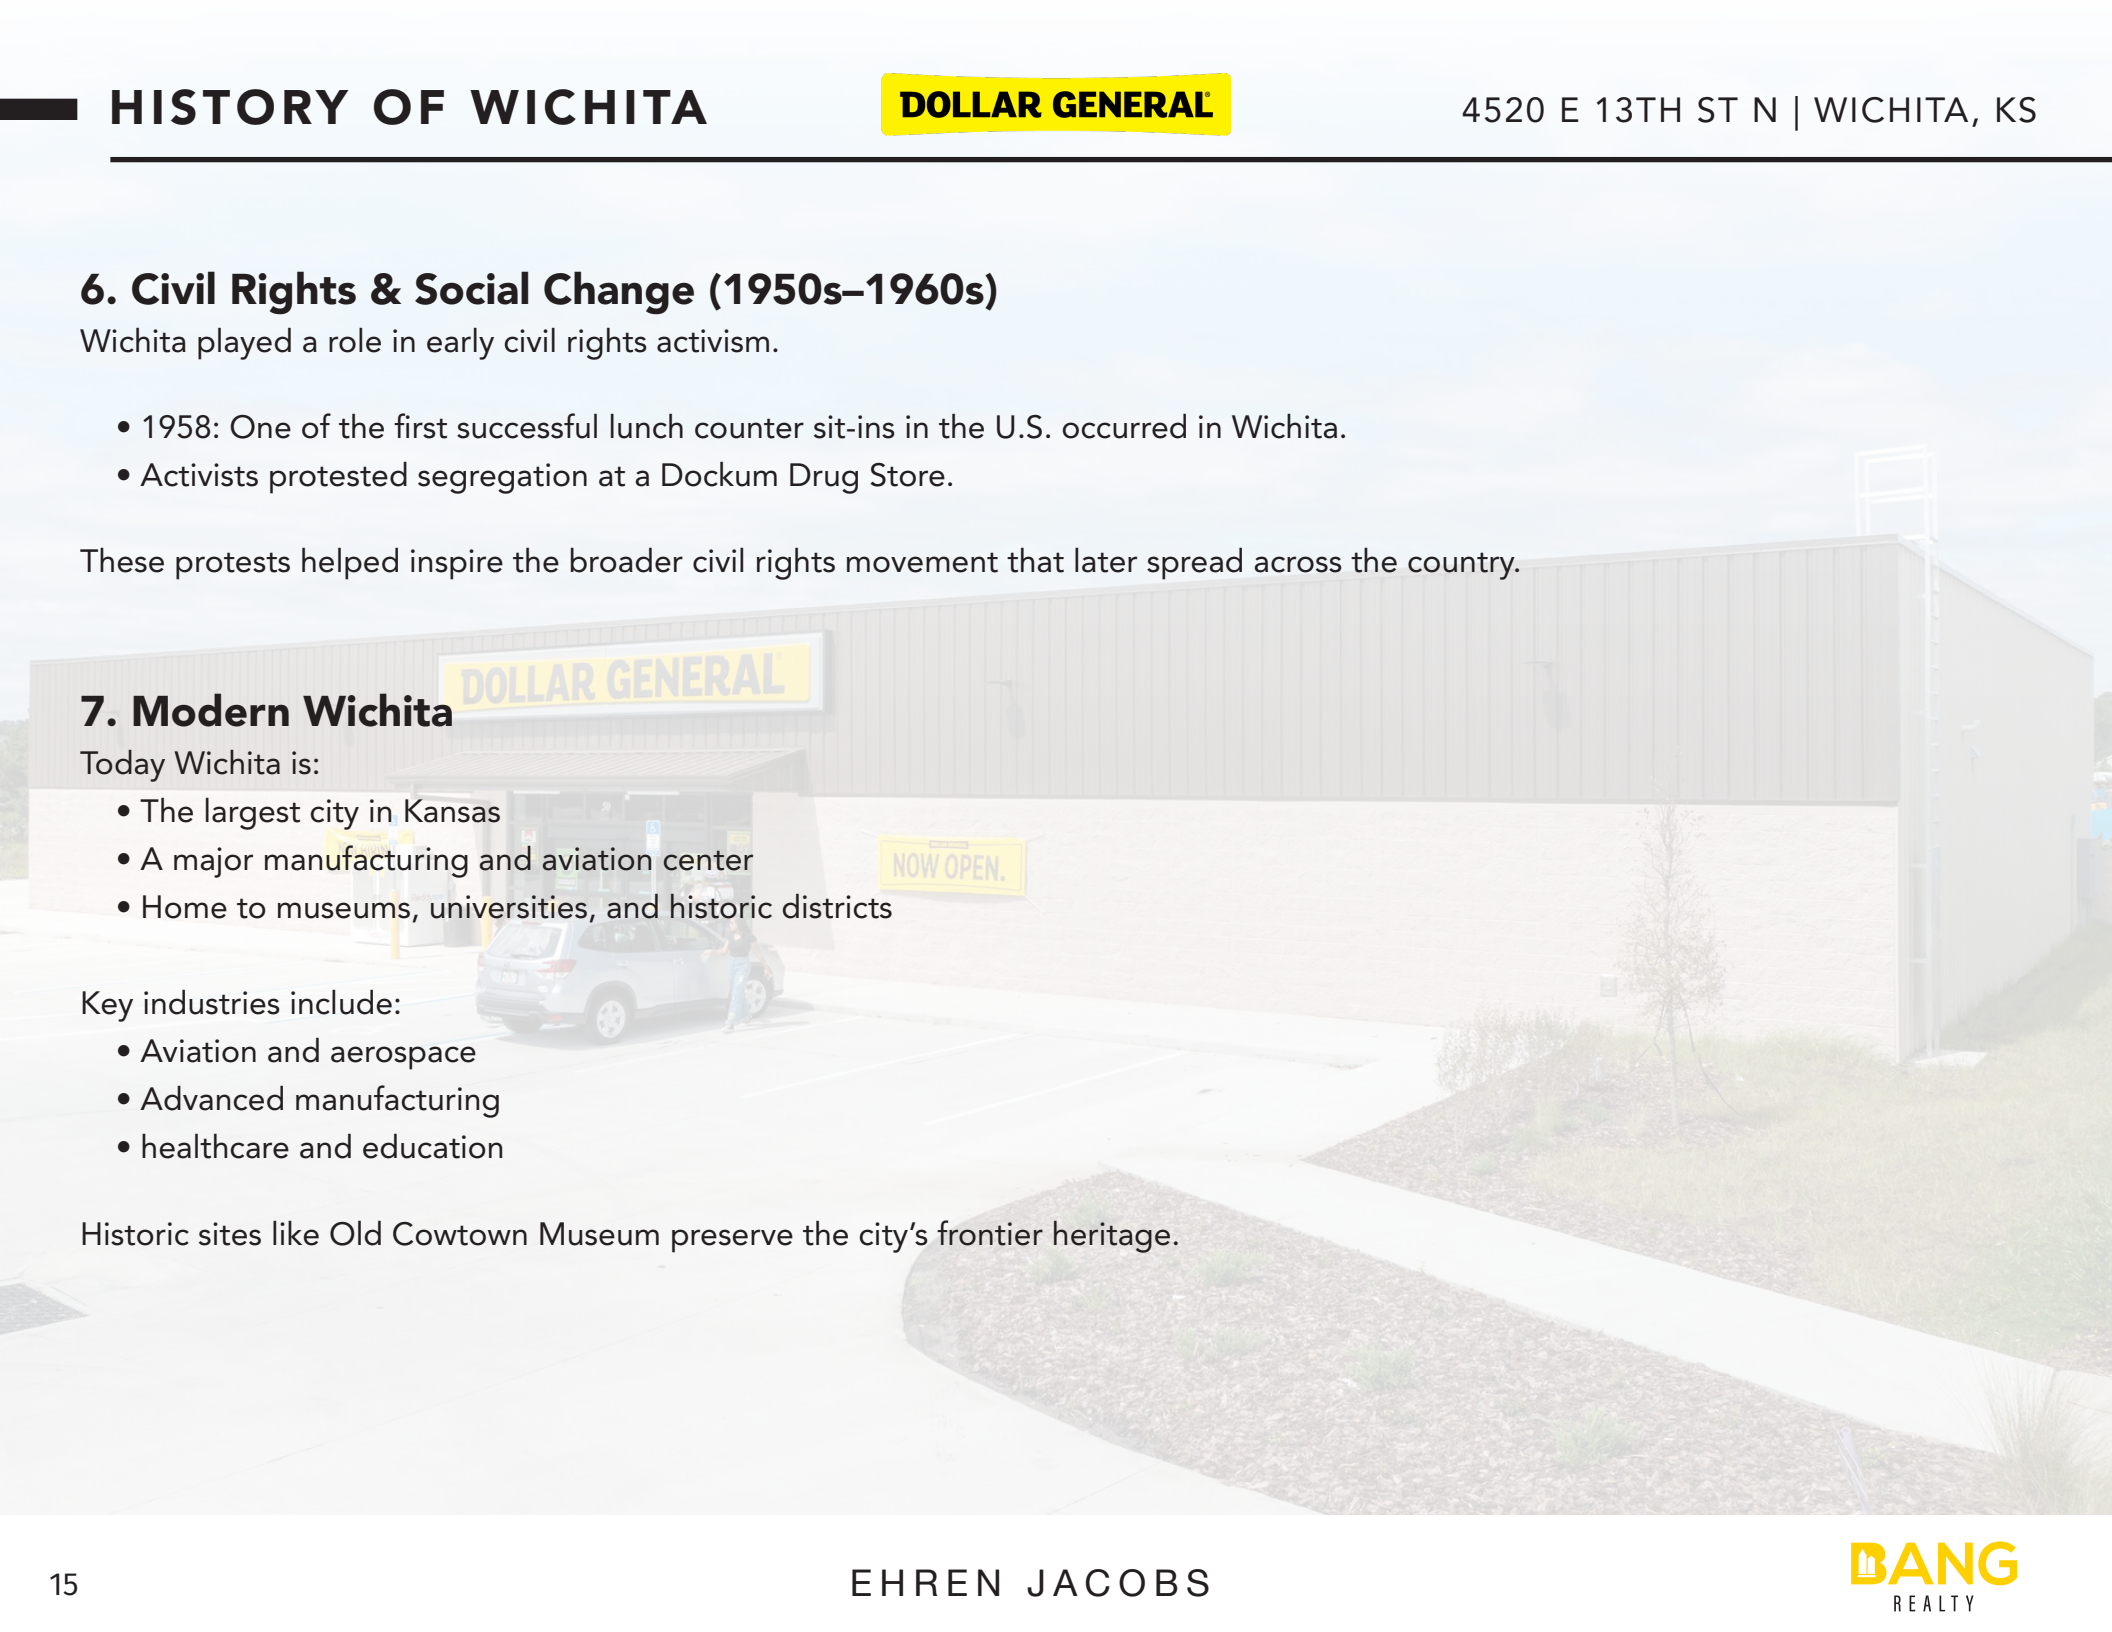 HISTORY OF WICHITA
DOLLAR GENERAL®
4520 E 13TH ST N | WICHITA, KS
6. Civil Rights & Social Change (1950s–1960s)
Wichita played a role in early civil rights activism.
• 1958: One of the first successful lunch counter sit-ins in the U.S. occurred in Wichita.
• Activists protested segregation at a Dockum Drug Store.
These protests helped inspire the broader civil rights movement that later spread across the country.
DOLLAR GENERAL
7. Modern Wichita
Today Wichita is:
• The largest city in Kansas
• A major manufacturing and aviation center
NOW OPEN.
• Home to museums, universities, and historic districts
Key industries include:
• Aviation and aerospace
• Advanced manufacturing
• healthcare and education
Historic sites like Old Cowtown Museum preserve the city’s frontier heritage.
15
EHREN JACOBS
BANG
REALTY